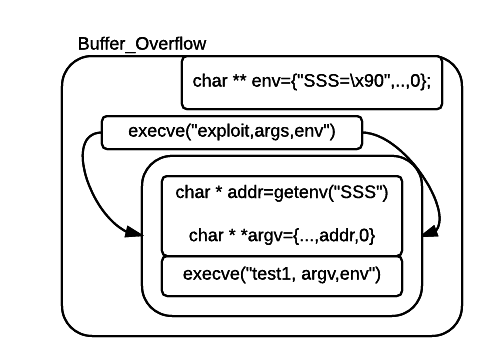 Buffer_Overflow
char ** env={"SSS=\x90",..,0};
execve("exploit,args,env")
char * addr=getenv("SSS")
char * *argv={...,addr,0}
execve("test1, argv,env")